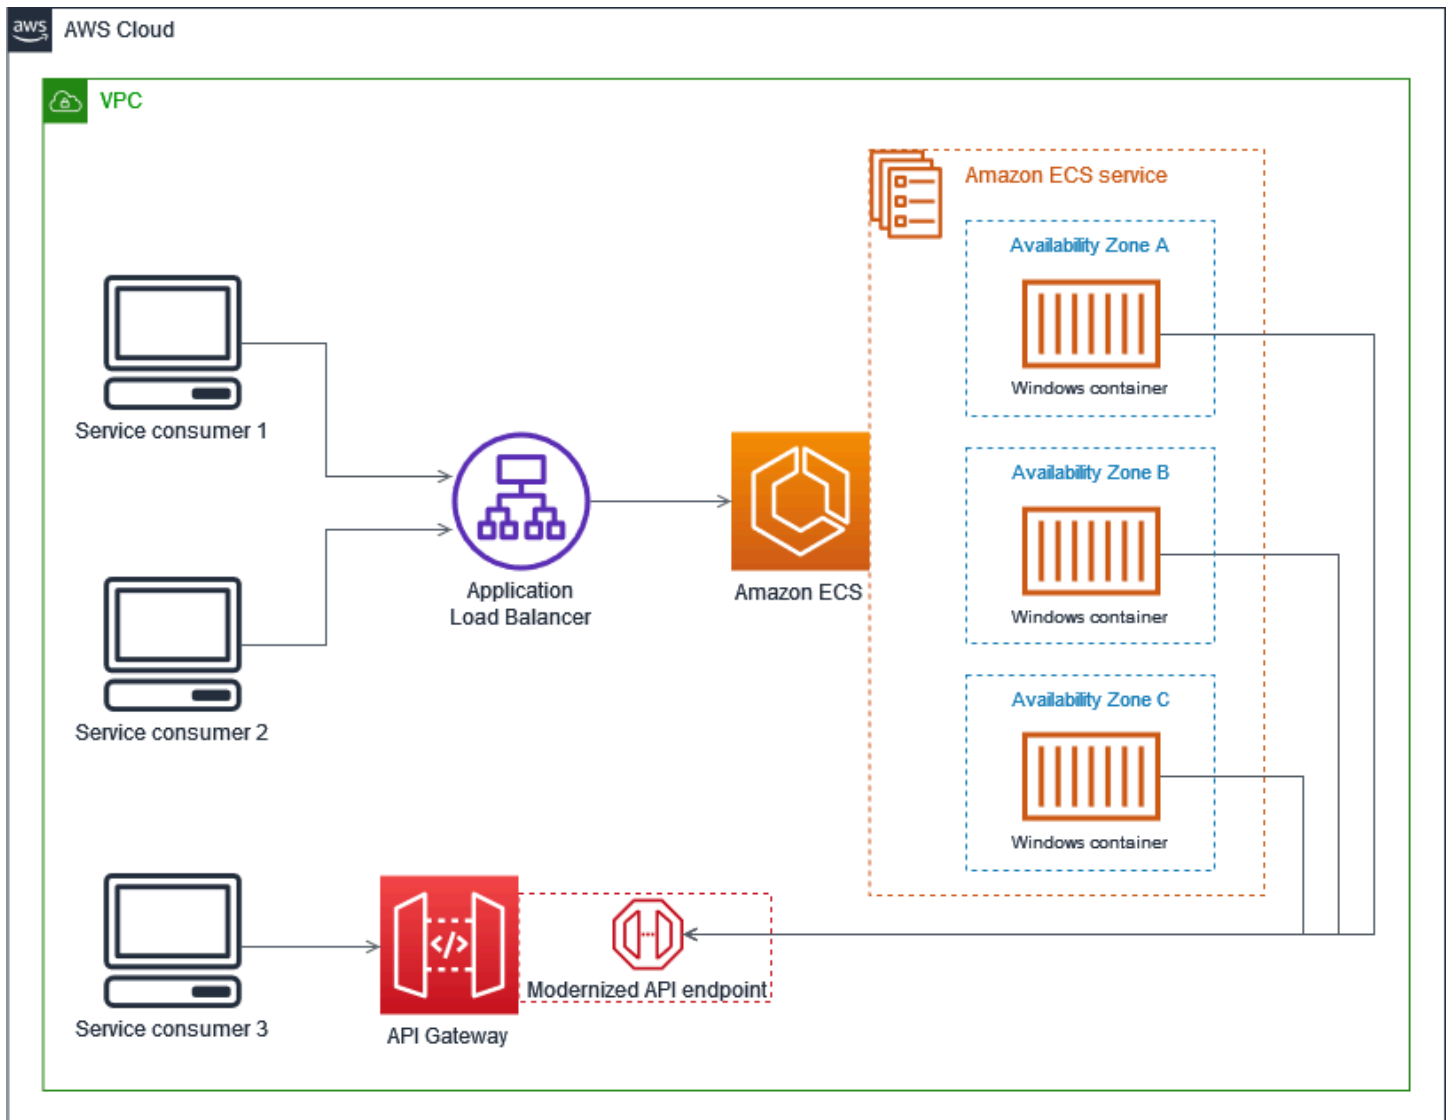 aws
AWS Cloud
VPC
Amazon ECS service
Availability Zone A
Windows container
Service consumer 1
Availability Zone B
Windows container
Application
Load Balancer
Amazon ECS
Service consumer 2
Availability Zone C
Windows container
</>
Modernized API endpoint
API Gateway
Service consumer 3